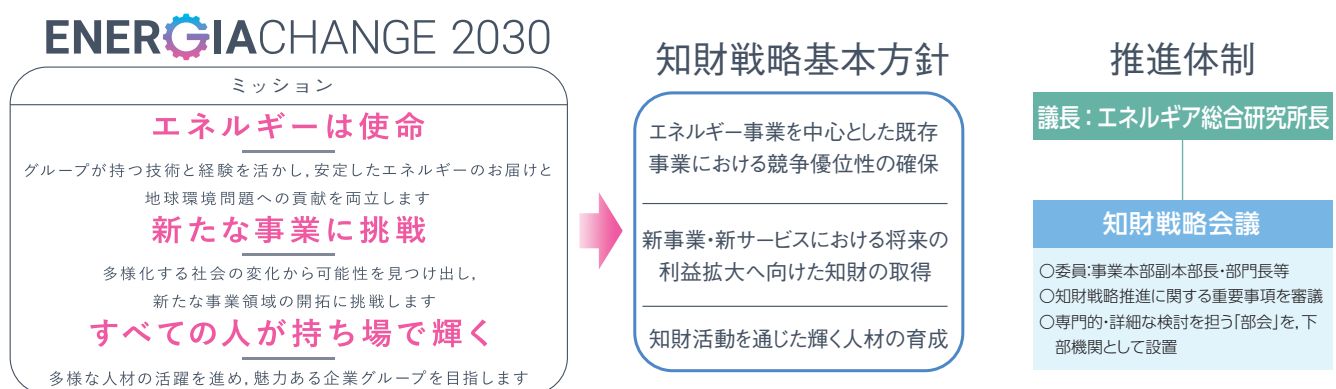 ENERGIACHANGE 2030
ミッション
エネルギーは使命
グループが持つ技術と経験を活かし,安定したエネルギーのお届けと
地球環境問題への貢献を両立します
新たな事業に挑戦
多様化する社会の変化から可能性を見つけ出し,
新たな事業領域の開拓に挑戦します
すべての人が持ち場で輝く
多様な人材の活躍を進め,魅力ある企業グループを目指します
知財戦略基本方針
エネルギー事業を中心とした既存
事業における競争優位性の確保
新事業・新サービスにおける将来の
利益拡大へ向けた知財の取得
知財活動を通じた輝く人材の育成
推進体制
議長：エネルギア総合研究所長
知財戦略会議
○委員:事業本部副本部長・部門長等
○知財戦略推進に関する重要事項を審議
○専門的・詳細な検討を担う「部会」を,下
部機関として設置